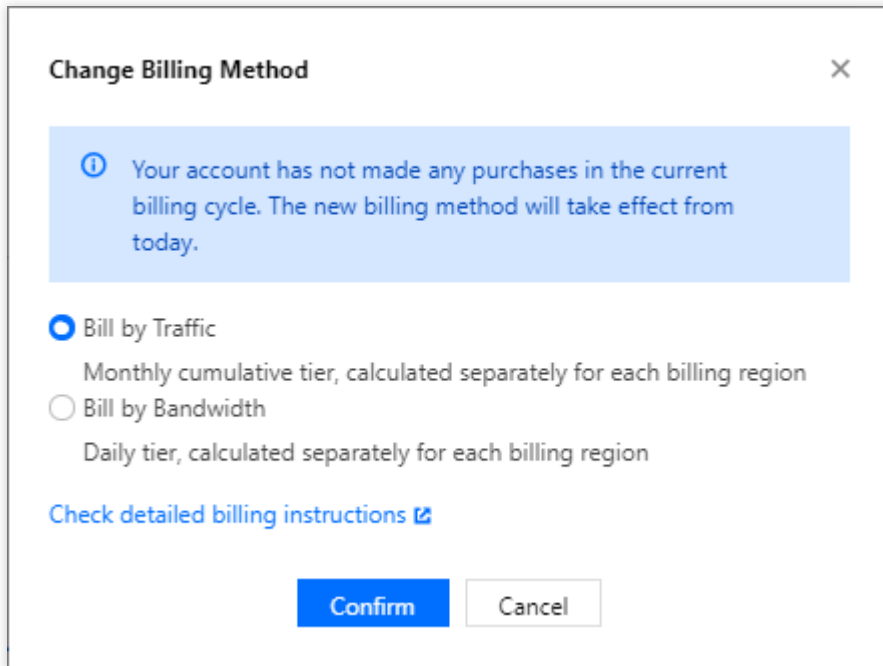 Change Billing Method
Your account has not made any purchases in the current
billing cycle. The new billing method will take effect from
today.
Bill by Traffic
Monthly cumulative tier, calculated separately for each billing region
Bill by Bandwidth
Daily tier, calculated separately for each billing region
Check detailed billing instructions
Confirm Cancel